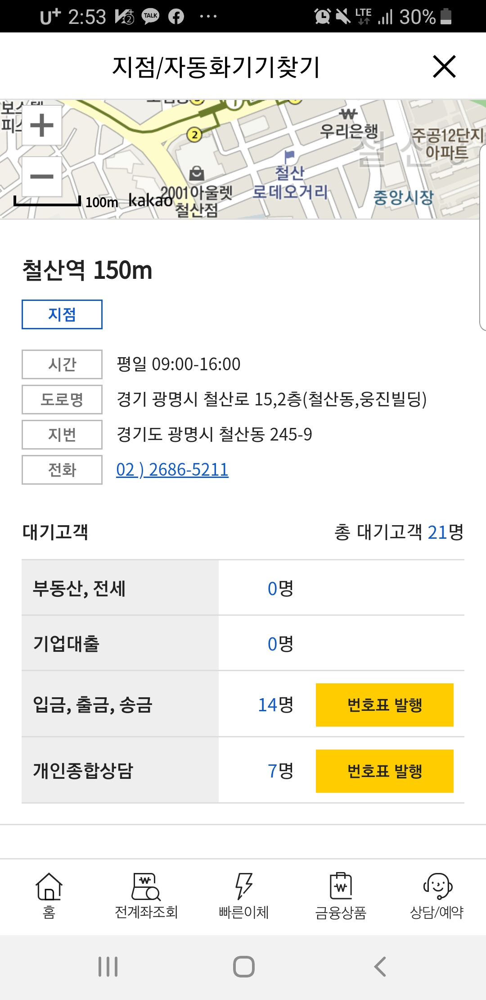 U+ 2:53 TALK ··· LTE 30%
지점/자동화기기찾기
우리은행
주공12단지
아파트
2
철산
로데오거리
2001아울렛
철산점
중앙시장
100m kakao
철산역 150m
지점
시간 평일 09:00-16:00
도로명 경기 광명시 철산로 15,2층(철산동,웅진빌딩)
지번 경기도 광명시 철산동 245-9
전화 02 ) 2686-5211
대기고객 총 대기고객 21명
부동산, 전세 0명
기업대출 0명
입금, 출금, 송금 14명 번호표 발행
개인종합상담 7명 번호표 발행
홈 전계좌조회 빠른이체 금융상품 상담/예약